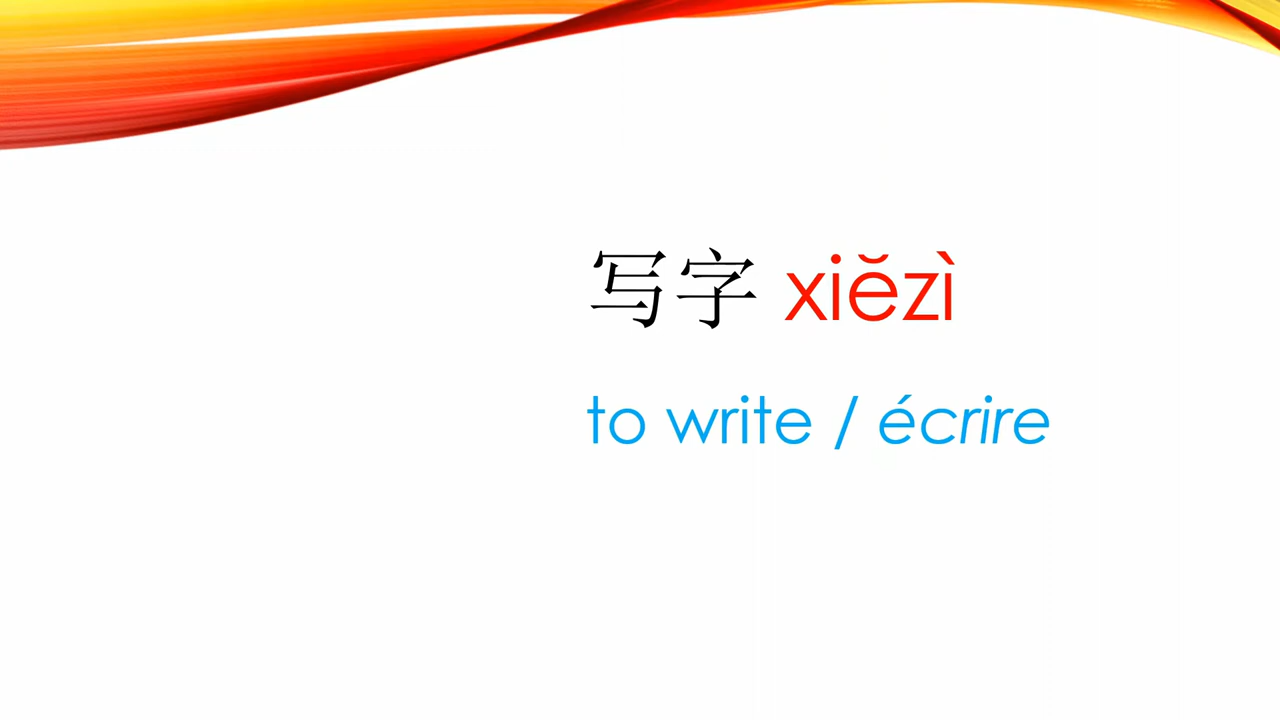 写字 xiĕzì
to write / écrire